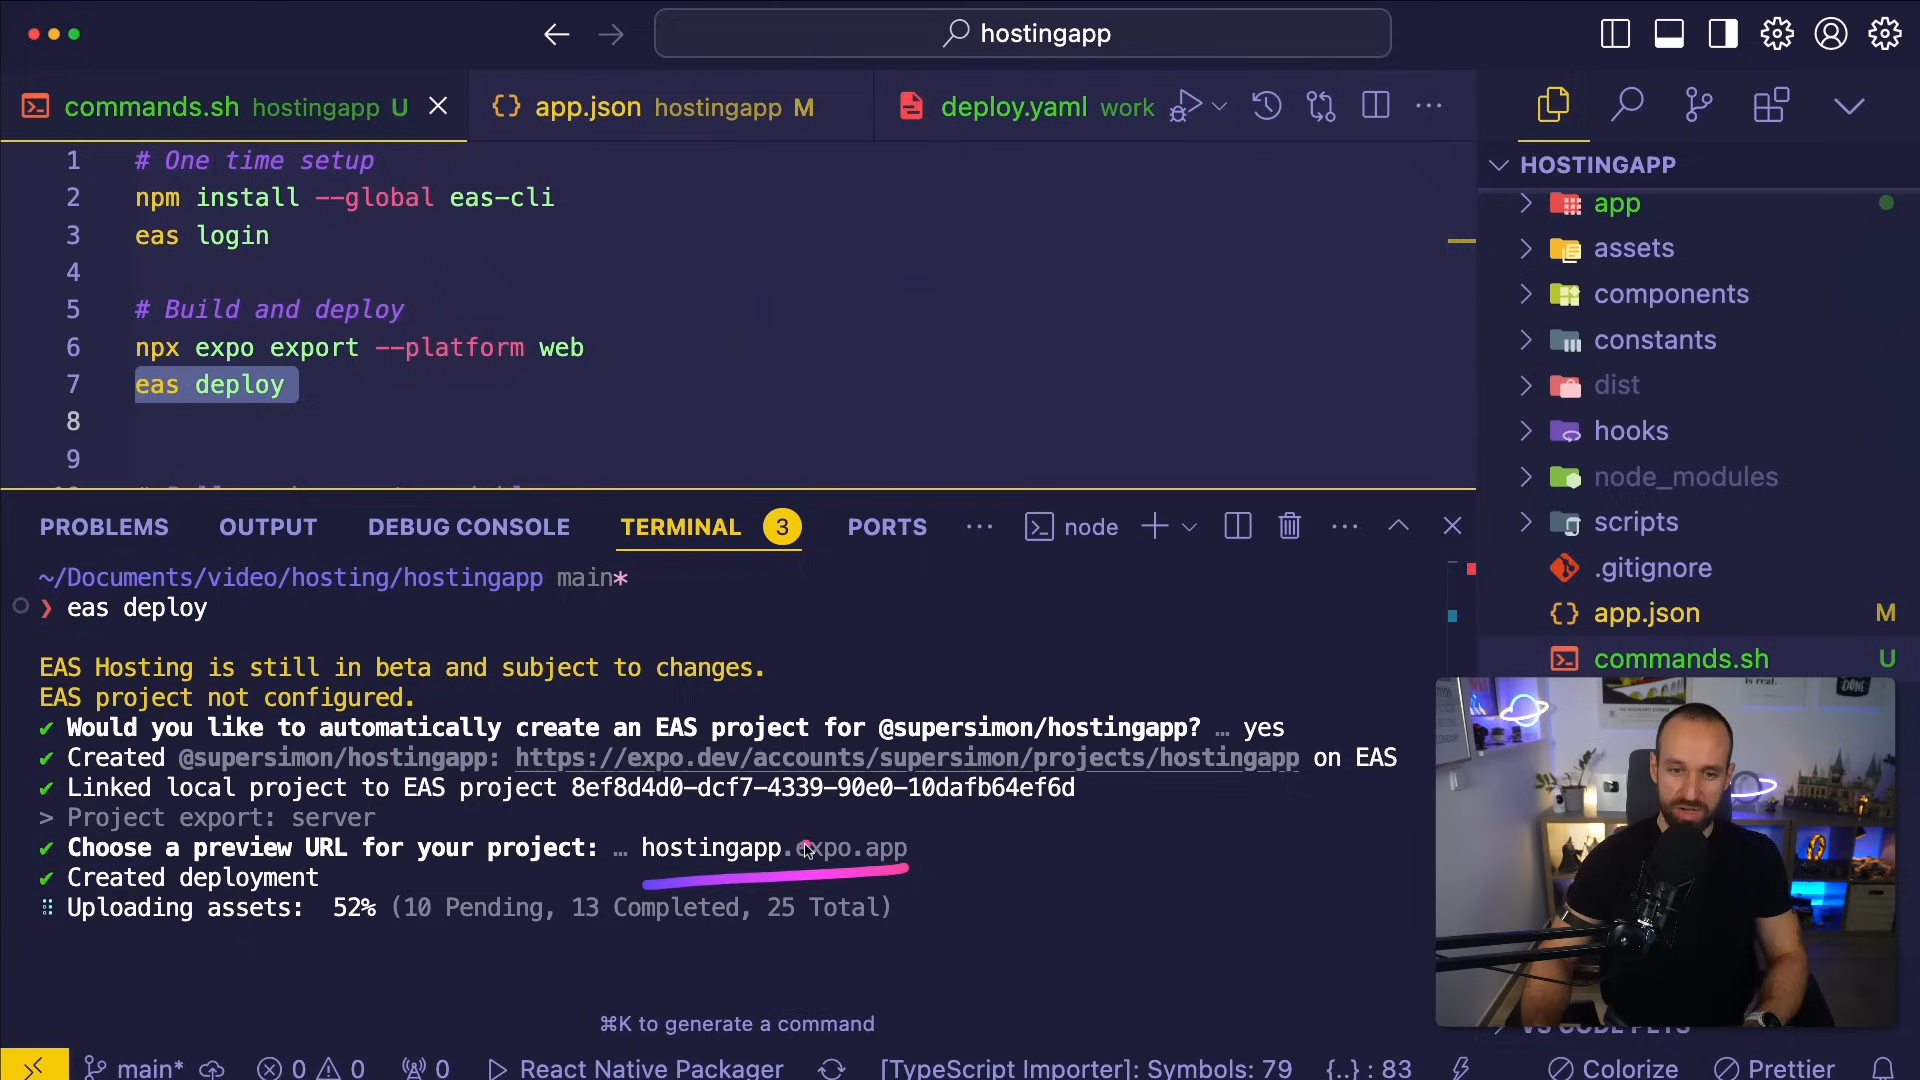 hostingapp
commands.sh hostingapp U
app.json hostingapp M
deploy.yaml work
1 # One time setup
2 npm install --global eas-cli
3 eas login
4
5 # Build and deploy
6 npx expo export --platform web
7 eas deploy
8
9
PROBLEMS OUTPUT DEBUG CONSOLE TERMINAL 3 PORTS ... node
~/Documents/video/hosting/hostingapp main*
❯ eas deploy
EAS Hosting is still in beta and subject to changes.
EAS project not configured.
✔ Would you like to automatically create an EAS project for @supersimon/hostingapp? … yes
✔ Created @supersimon/hostingapp: https://expo.dev/accounts/supersimon/projects/hostingapp on EAS
✔ Linked local project to EAS project 8ef8d4d0-dcf7-4339-90e0-10dafb64ef6d
> Project export: server
✔ Choose a preview URL for your project: … hostingapp.expo.app
✔ Created deployment
Uploading assets: 52% (10 Pending, 13 Completed, 25 Total)
⌘K to generate a command
HOSTINGAPP
app
assets
components
constants
dist
hooks
node_modules
scripts
.gitignore
app.json M
commands.sh U
VS CODE PETS
main* 0 0 0 React Native Packager [TypeScript Importer]: Symbols: 79 {..} : 83 Colorize Prettier